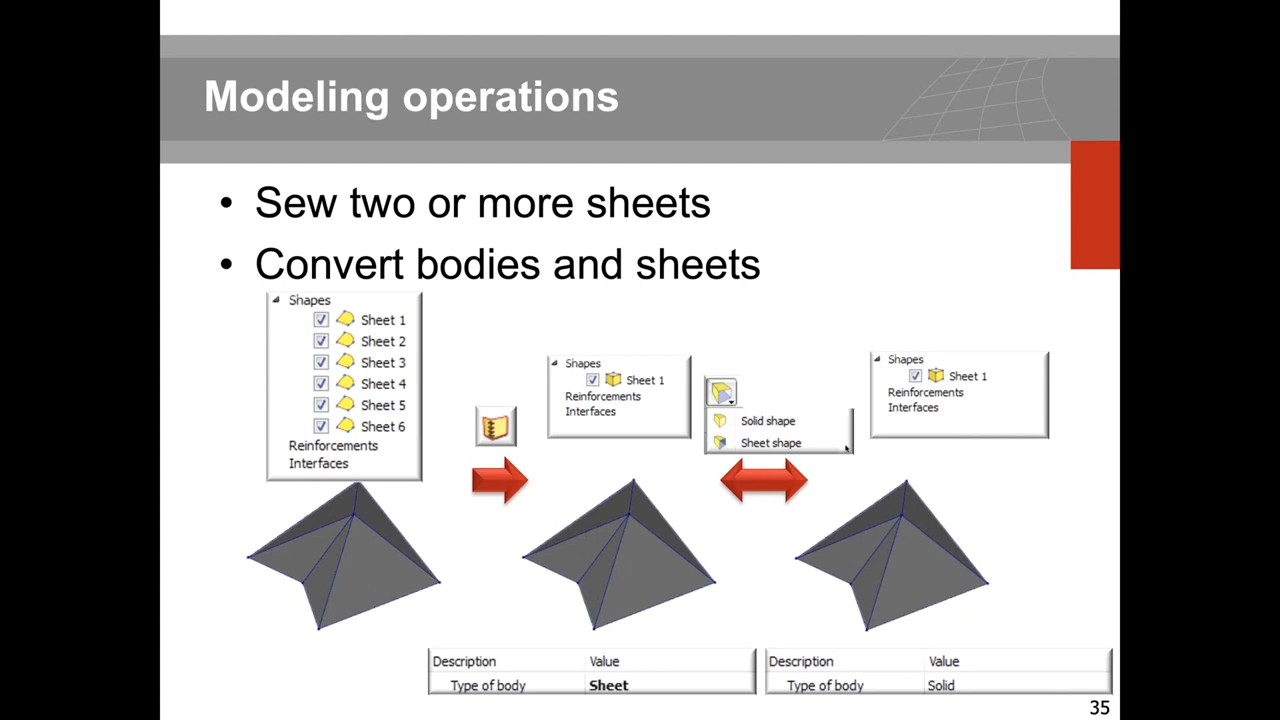 Modeling operations
• Sew two or more sheets
• Convert bodies and sheets
Shapes
Sheet 1
Sheet 2
Sheet 3
Sheet 4
Sheet 5
Sheet 6
Reinforcements
Interfaces
Shapes
Sheet 1
Reinforcements
Interfaces
Solid shape
Sheet shape
Shapes
Sheet 1
Reinforcements
Interfaces
Description Value
Type of body Sheet
Description Value
Type of body Solid
35